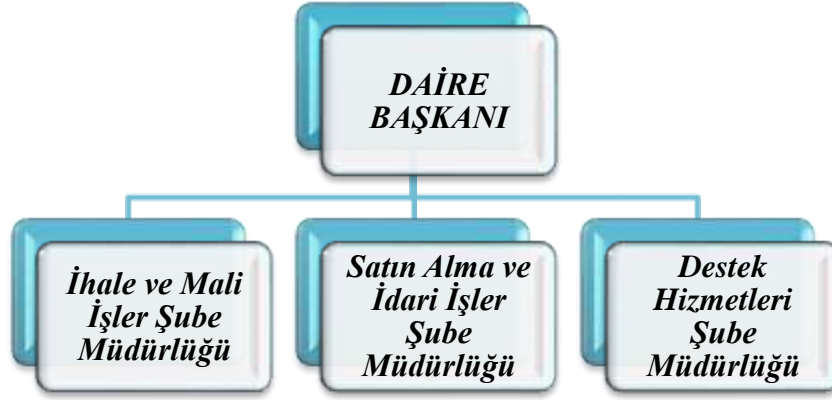 DAİRE
BAŞKANI
İhale ve Mali
İşler Şube
Müdürlüğü
Satın Alma ve
İdari İşler
Şube
Müdürlüğü
Destek
Hizmetleri
Şube
Müdürlüğü